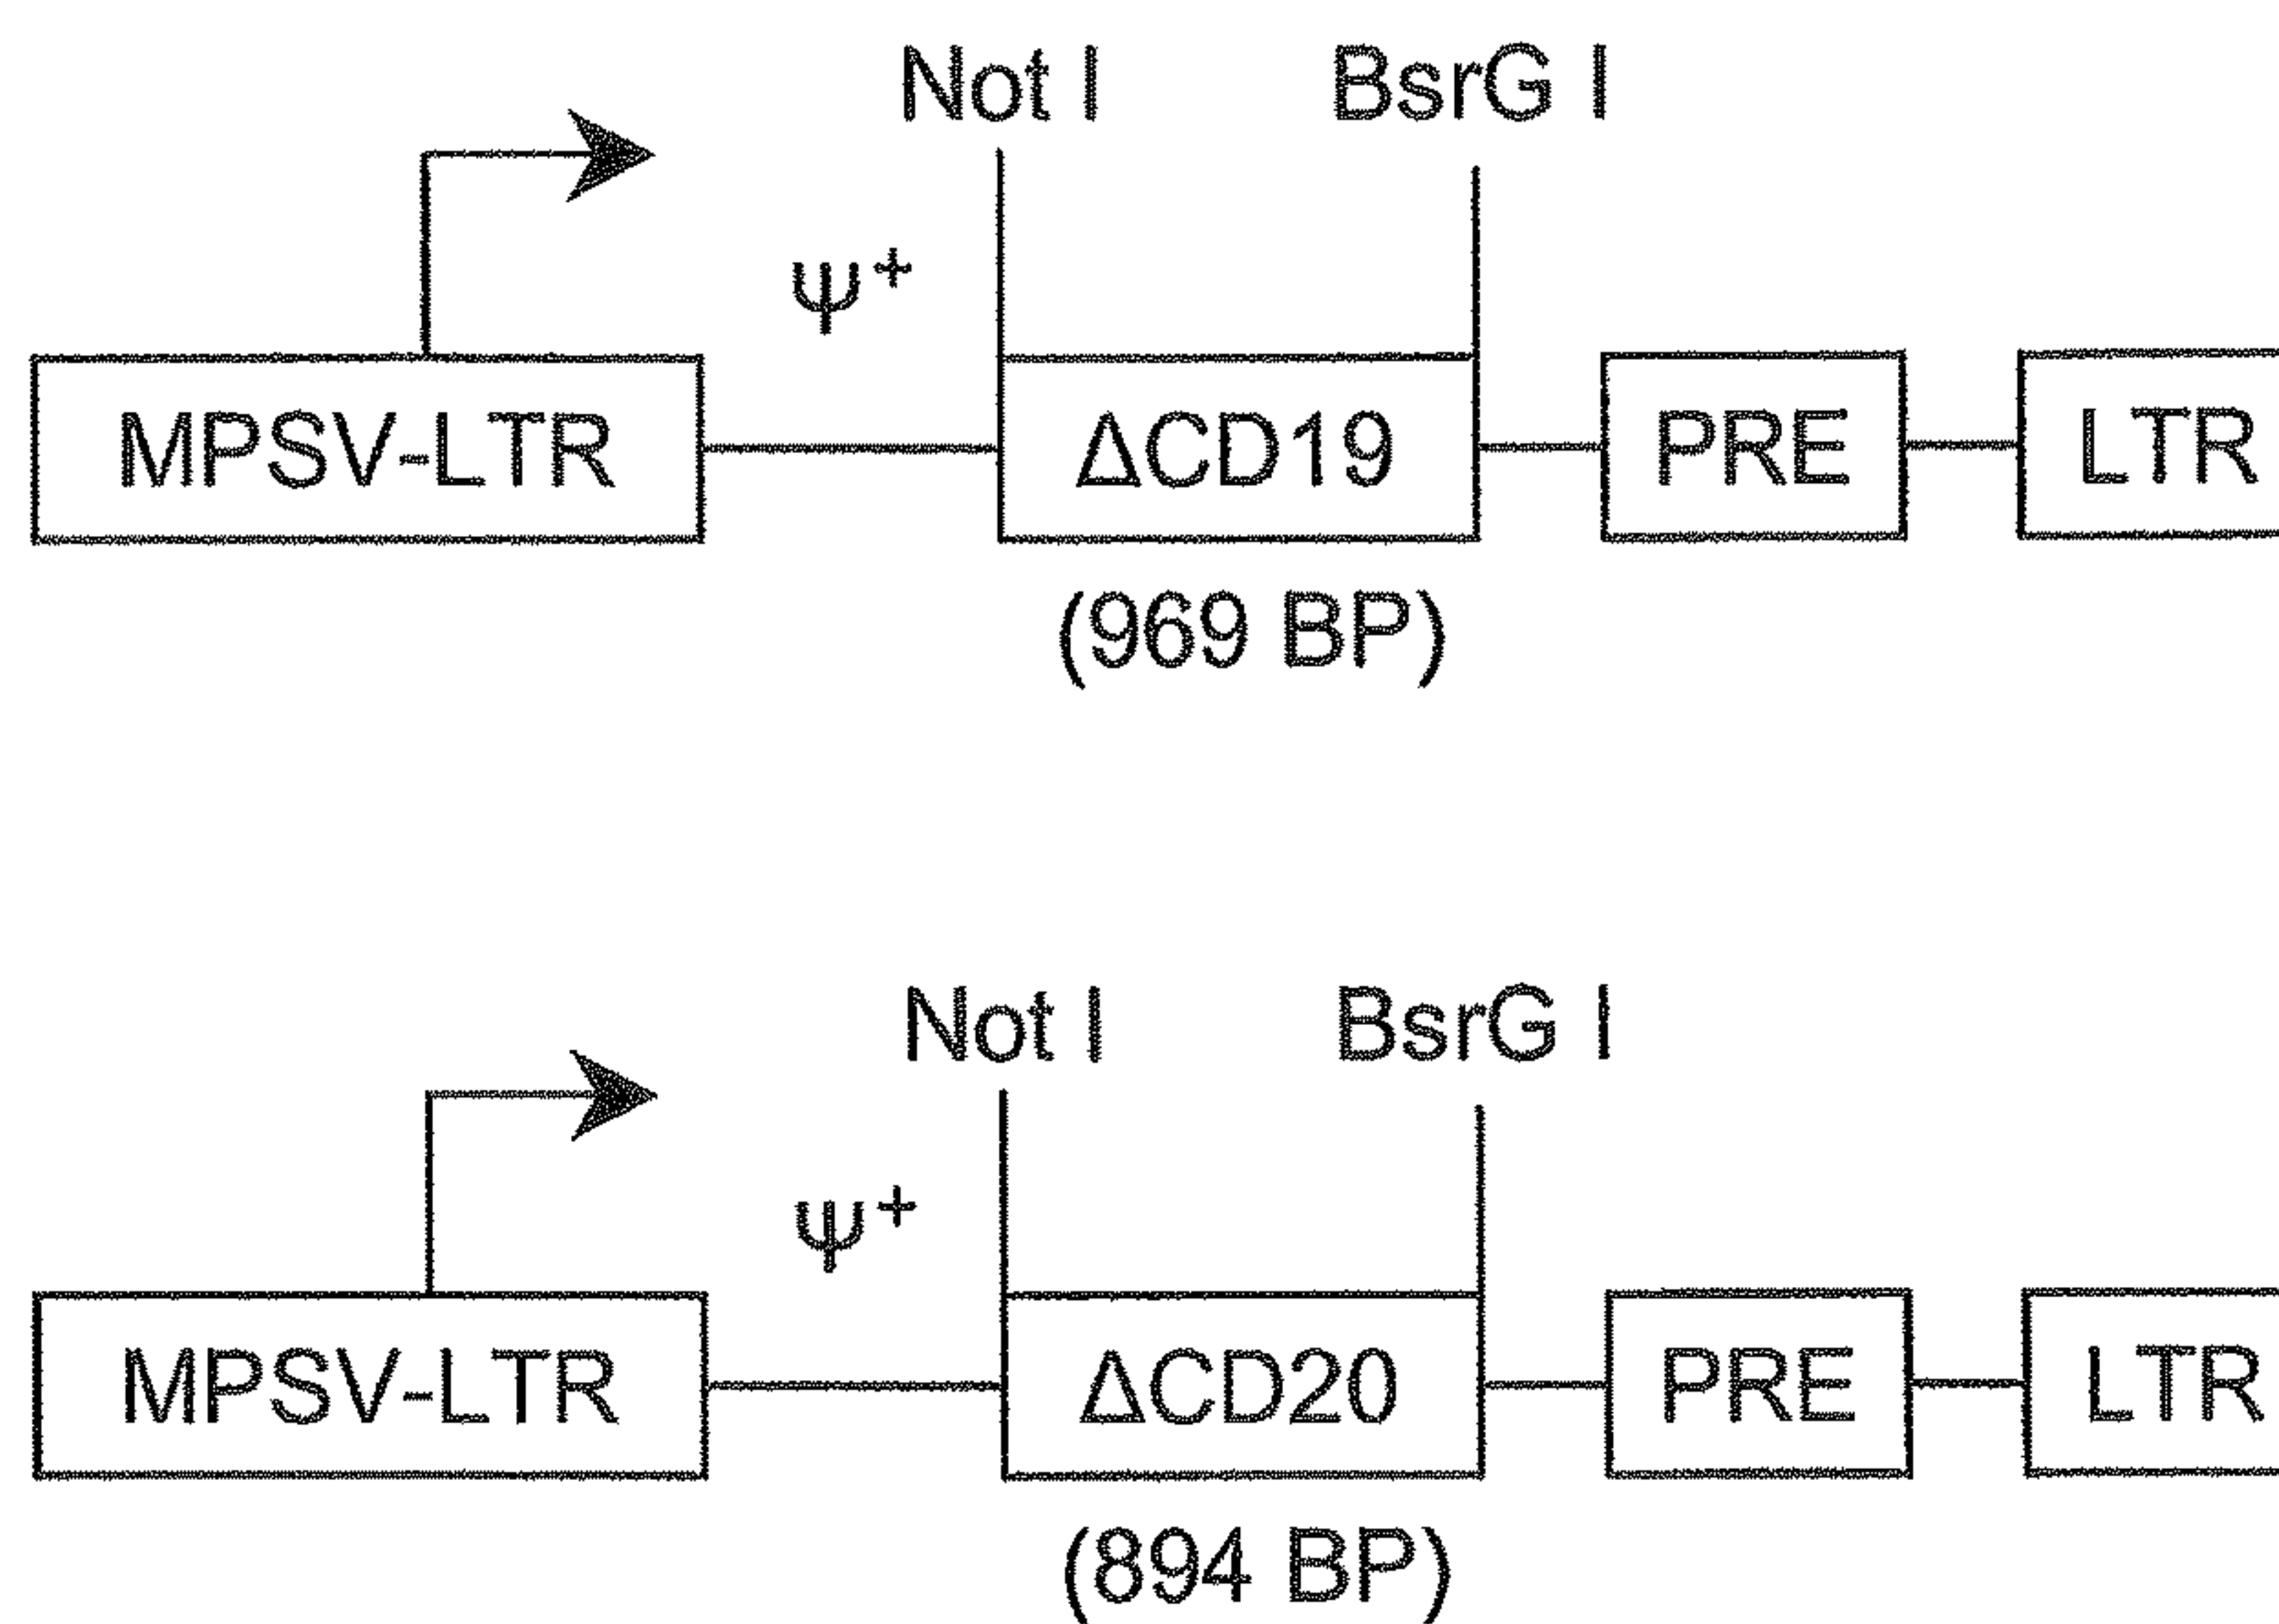 Not I BsrG I
ψ+
MPSV-LTR ΔCD19 PRE LTR
(969 BP)
Not I BsrG I
ψ+
MPSV-LTR ΔCD20 PRE LTR
(894 BP)